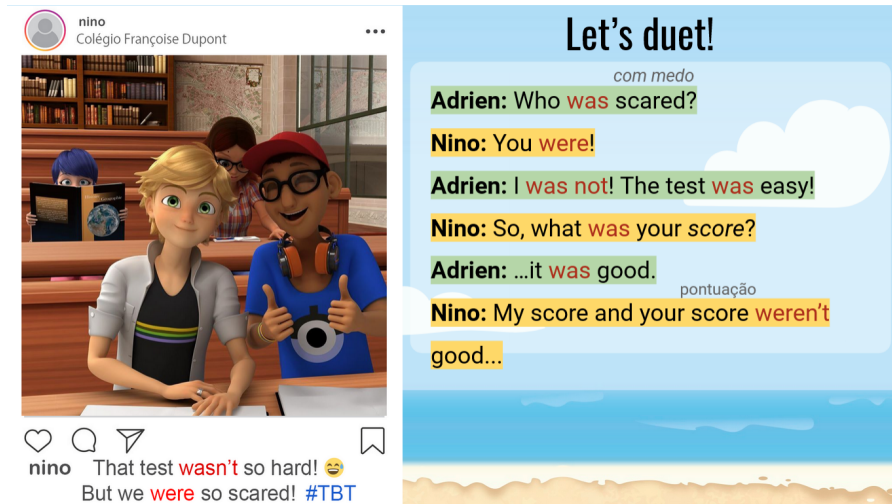 nino
Colégio Françoise Dupont
nino That test wasn't so hard! 😅
But we were so scared! #TBT
Let's duet!
com medo
Adrien: Who was scared?
Nino: You were!
Adrien: I was not! The test was easy!
Nino: So, what was your score?
Adrien: ...it was good.
pontuação
Nino: My score and your score weren't
good...